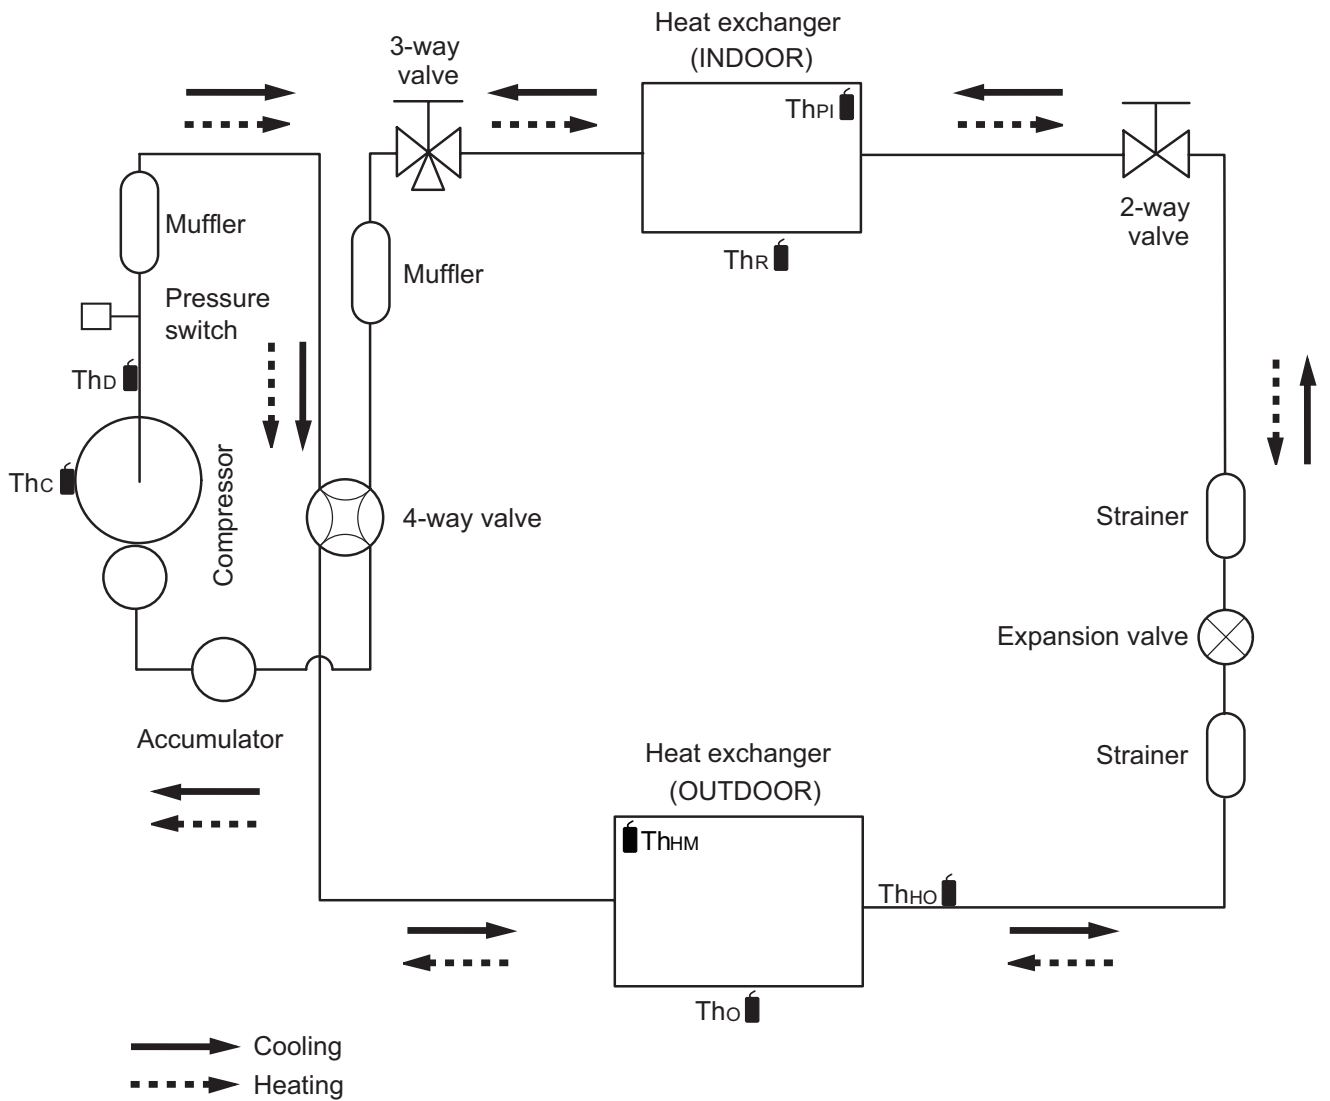 Heat exchanger
(INDOOR)
3-way
valve
ThPI
2-way
valve
Muffler
ThR
Muffler
Pressure
switch
ThD
ThC
Compressor
4-way valve
Strainer
Expansion valve
Accumulator
Strainer
Heat exchanger
(OUTDOOR)
ThHM
ThHO
ThO
Cooling
Heating